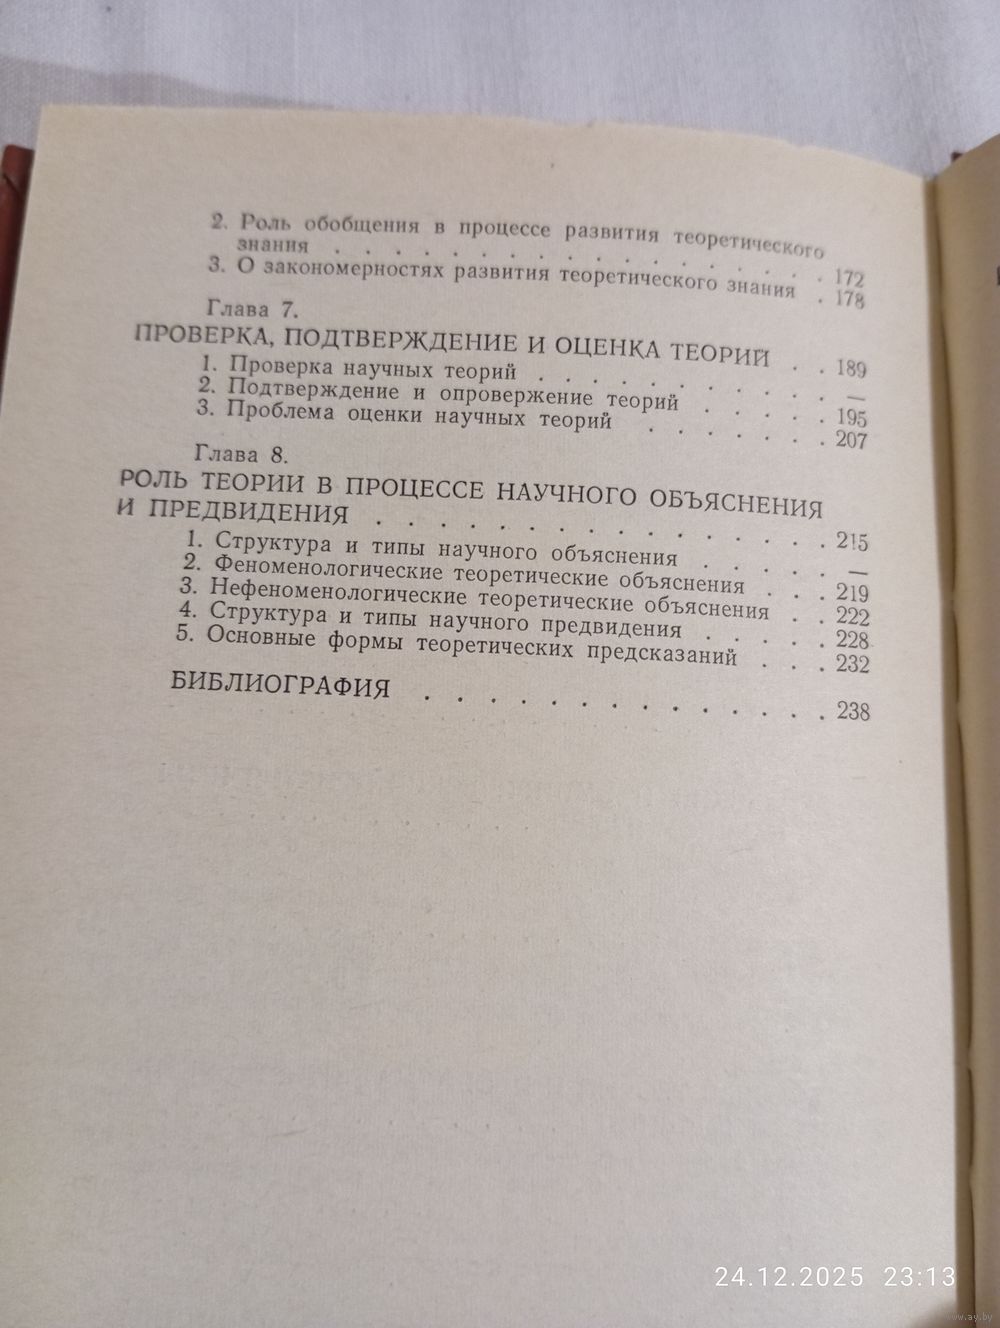 2. Роль обобщения в процессе развития теоретического
знания . . . . . . . . . . . . . . . . . 172
3. О закономерностях развития теоретического знания . 178
Глава 7.
ПРОВЕРКА, ПОДТВЕРЖДЕНИЕ И ОЦЕНКА ТЕОРИЙ . . 189
1. Проверка научных теорий . . . . . . . . . . —
2. Подтверждение и опровержение теорий . . . . . 195
3. Проблема оценки научных теорий . . . . . . . 207
Глава 8.
РОЛЬ ТЕОРИИ В ПРОЦЕССЕ НАУЧНОГО ОБЪЯСНЕНИЯ
И ПРЕДВИДЕНИЯ . . . . . . . . . . . . . . 215
1. Структура и типы научного объяснения . . . . . —
2. Феноменологические теоретические объяснения . . . 219
3. Нефеноменологические теоретические объяснения . . 222
4. Структура и типы научного предвидения . . . . . 228
5. Основные формы теоретических предсказаний . . . 232
БИБЛИОГРАФИЯ . . . . . . . . . . . . . . 238
24.12.2025 23:13
www.ay.by